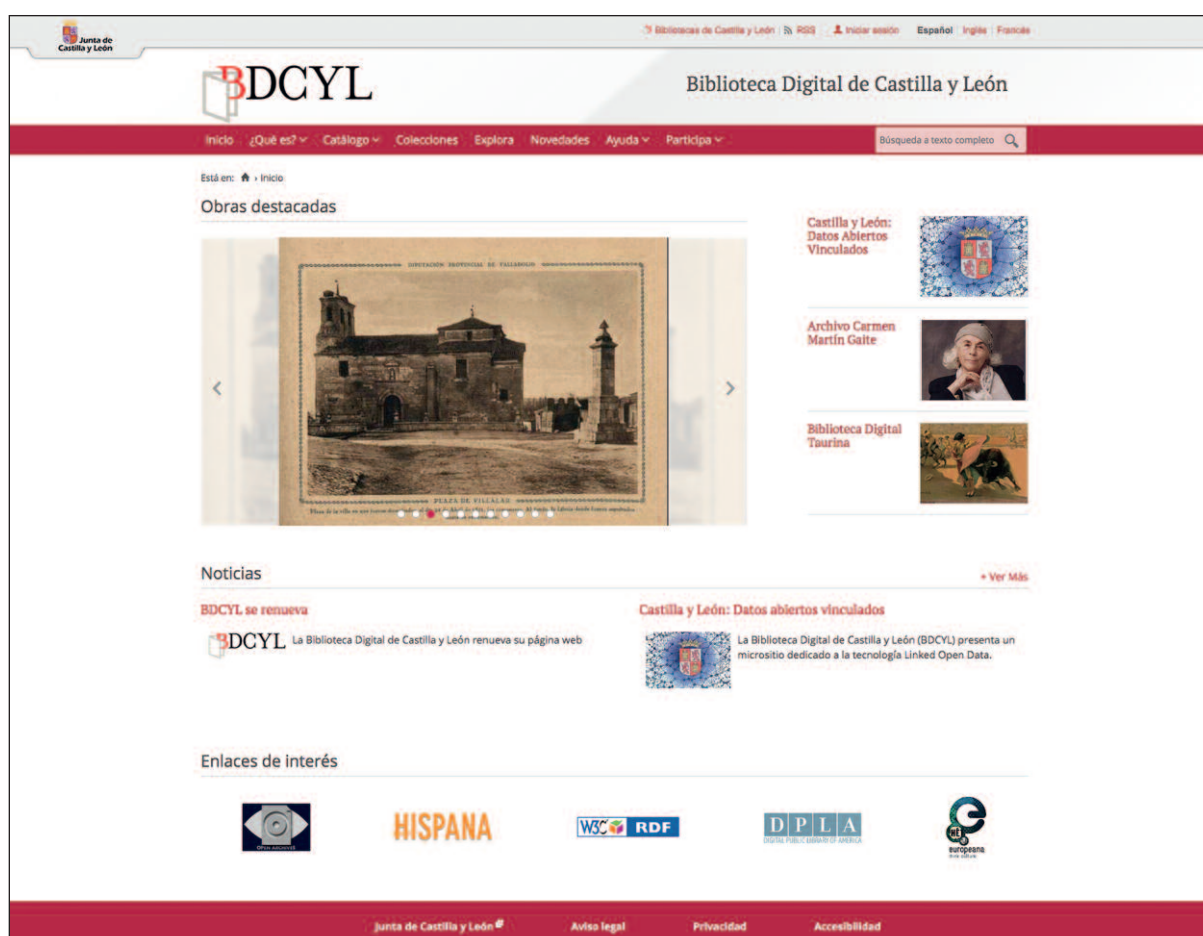 Junta de
Castilla y León
Bibliotecas de Castilla y León RSS Iniciar sesión Español Inglés Francés
BDCYL
Biblioteca Digital de Castilla y León
Inicio ¿Qué es? Catálogo Colecciones Explora Novedades Ayuda Participa
Búsqueda a texto completo
Está en: › Inicio
Obras destacadas
DIPUTACIÓN PROVINCIAL DE VALLADOLID
PLAZA DE VILLALAR
Castilla y León:
Datos Abiertos
Vinculados
Archivo Carmen
Martín Gaite
Biblioteca Digital
Taurina
Noticias
+ Ver Más
BDCYL se renueva
BDCYL La Biblioteca Digital de Castilla y León renueva su página web
Castilla y León: Datos abiertos vinculados
La Biblioteca Digital de Castilla y León (BDCYL) presenta un
micrositio dedicado a la tecnología Linked Open Data.
Enlaces de interés
OPEN ARCHIVES
HISPANA
W3C RDF
DPLA
DIGITAL PUBLIC LIBRARY OF AMERICA
europeana
Junta de Castilla y León Aviso legal Privacidad Accesibilidad